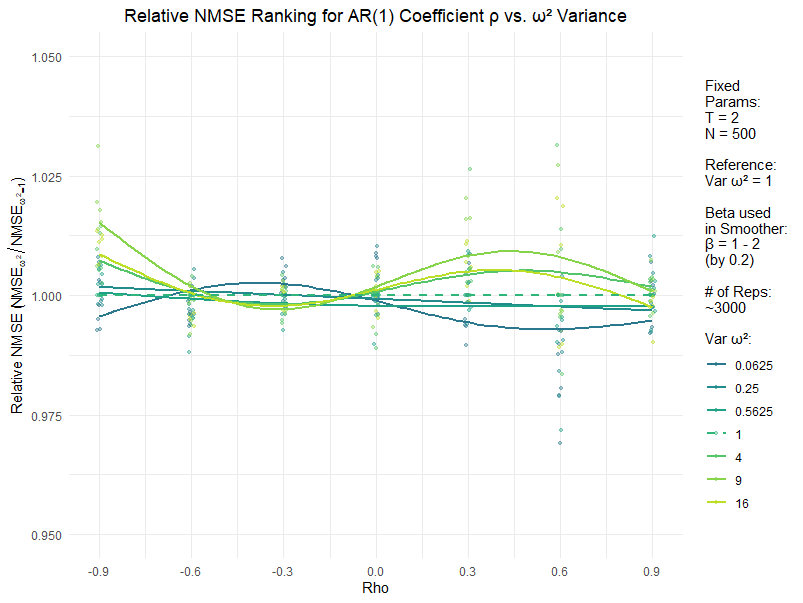 Relative NMSE Ranking for AR(1) Coefficient ρ vs. ω² Variance
Relative NMSE (NMSE_ω² / NMSE_ω²=1)
1.050
1.025
1.000
0.975
0.950
-0.9
-0.6
-0.3
0.0
0.3
0.6
0.9
Rho
Fixed
Params:
T = 2
N = 500
Reference:
Var ω² = 1
Beta used
in Smoother:
β = 1 - 2
(by 0.2)
# of Reps:
~3000
Var ω²:
0.0625
0.25
0.5625
1
4
9
16